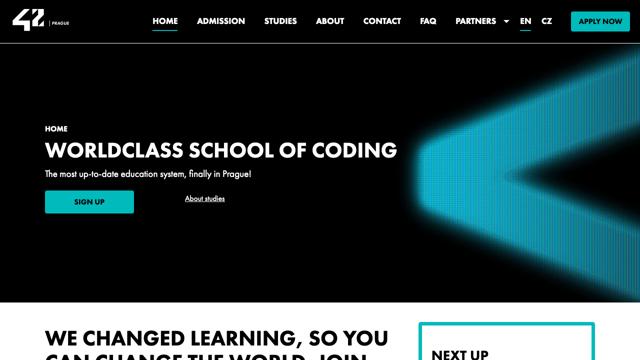 42 | PRAGUE
HOME ADMISSION STUDIES ABOUT CONTACT FAQ PARTNERS EN CZ APPLY NOW
HOME
WORLDCLASS SCHOOL OF CODING
The most up-to-date education system, finally in Prague!
SIGN UP About studies
WE CHANGED LEARNING, SO YOU
CAN CHANGE THE WORLD. JOIN
NEXT UP